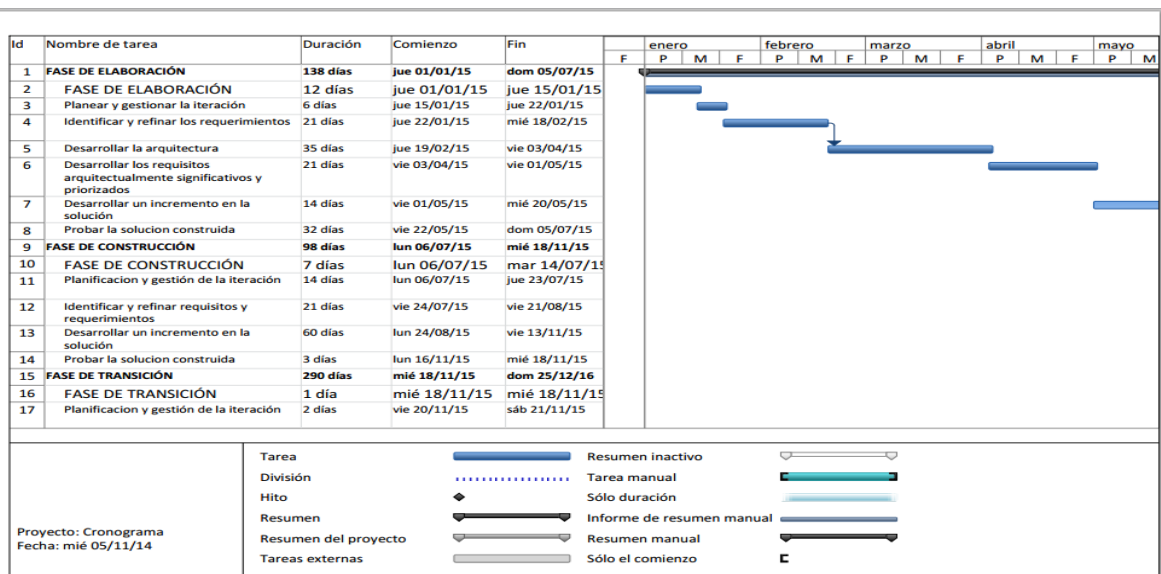 Id Nombre de tarea Duración Comienzo Fin enero febrero marzo abril mayo
F P M F P M F P M F P M F P M
1 FASE DE ELABORACIÓN 138 días jue 01/01/15 dom 05/07/15
2 FASE DE ELABORACIÓN 12 días jue 01/01/15 jue 15/01/15
3 Planear y gestionar la iteración 6 días jue 15/01/15 jue 22/01/15
4 Identificar y refinar los requerimientos 21 días jue 22/01/15 mié 18/02/15
5 Desarrollar la arquitectura 35 días jue 19/02/15 vie 03/04/15
6 Desarrollar los requisitos 21 días vie 03/04/15 vie 01/05/15
arquitectualmente significativos y
priorizados
7 Desarrollar un incremento en la 14 días vie 01/05/15 mié 20/05/15
solución
8 Probar la solucion construida 32 días vie 22/05/15 dom 05/07/15
9 FASE DE CONSTRUCCIÓN 98 días lun 06/07/15 mié 18/11/15
10 FASE DE CONSTRUCCIÓN 7 días lun 06/07/15 mar 14/07/15
11 Planificacion y gestión de la iteración 14 días lun 06/07/15 jue 23/07/15
12 Identificar y refinar requisitos y 21 días vie 24/07/15 vie 21/08/15
requerimientos
13 Desarrollar un incremento en la 60 días lun 24/08/15 vie 13/11/15
solución
14 Probar la solucion construida 3 días lun 16/11/15 mié 18/11/15
15 FASE DE TRANSICIÓN 290 días mié 18/11/15 dom 25/12/16
16 FASE DE TRANSICIÓN 1 día mié 18/11/15 mié 18/11/15
17 Planificacion y gestión de la iteración 2 días vie 20/11/15 sáb 21/11/15
Proyecto: Cronograma
Fecha: mié 05/11/14
Tarea
División
Hito
Resumen
Resumen del proyecto
Tareas externas
Resumen inactivo
Tarea manual
Sólo duración
Informe de resumen manual
Resumen manual
Sólo el comienzo